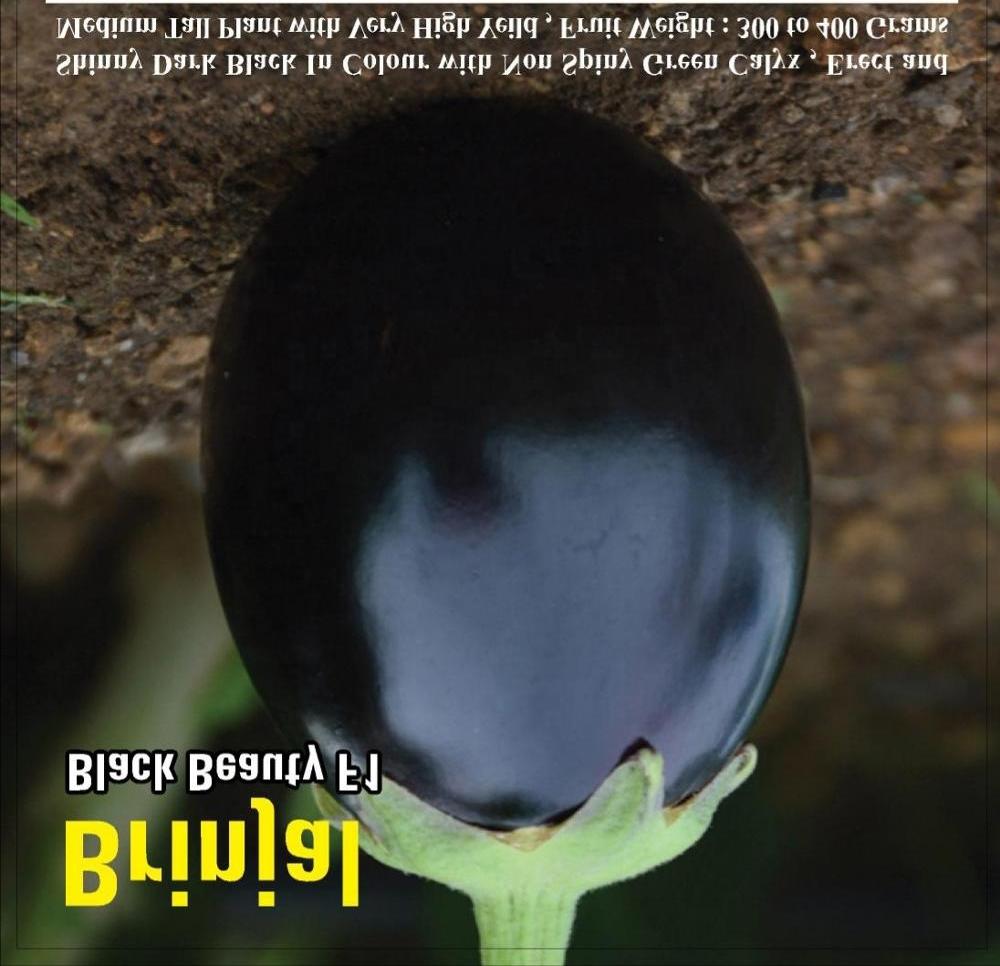 Brinjal
Black Beauty F1
Shinny Dark Black In Colour with Non Spiny Green Calyx , Erect and
Medium Tall Plant with Very High Yeild , Fruit Weight : 300 to 400 Grams